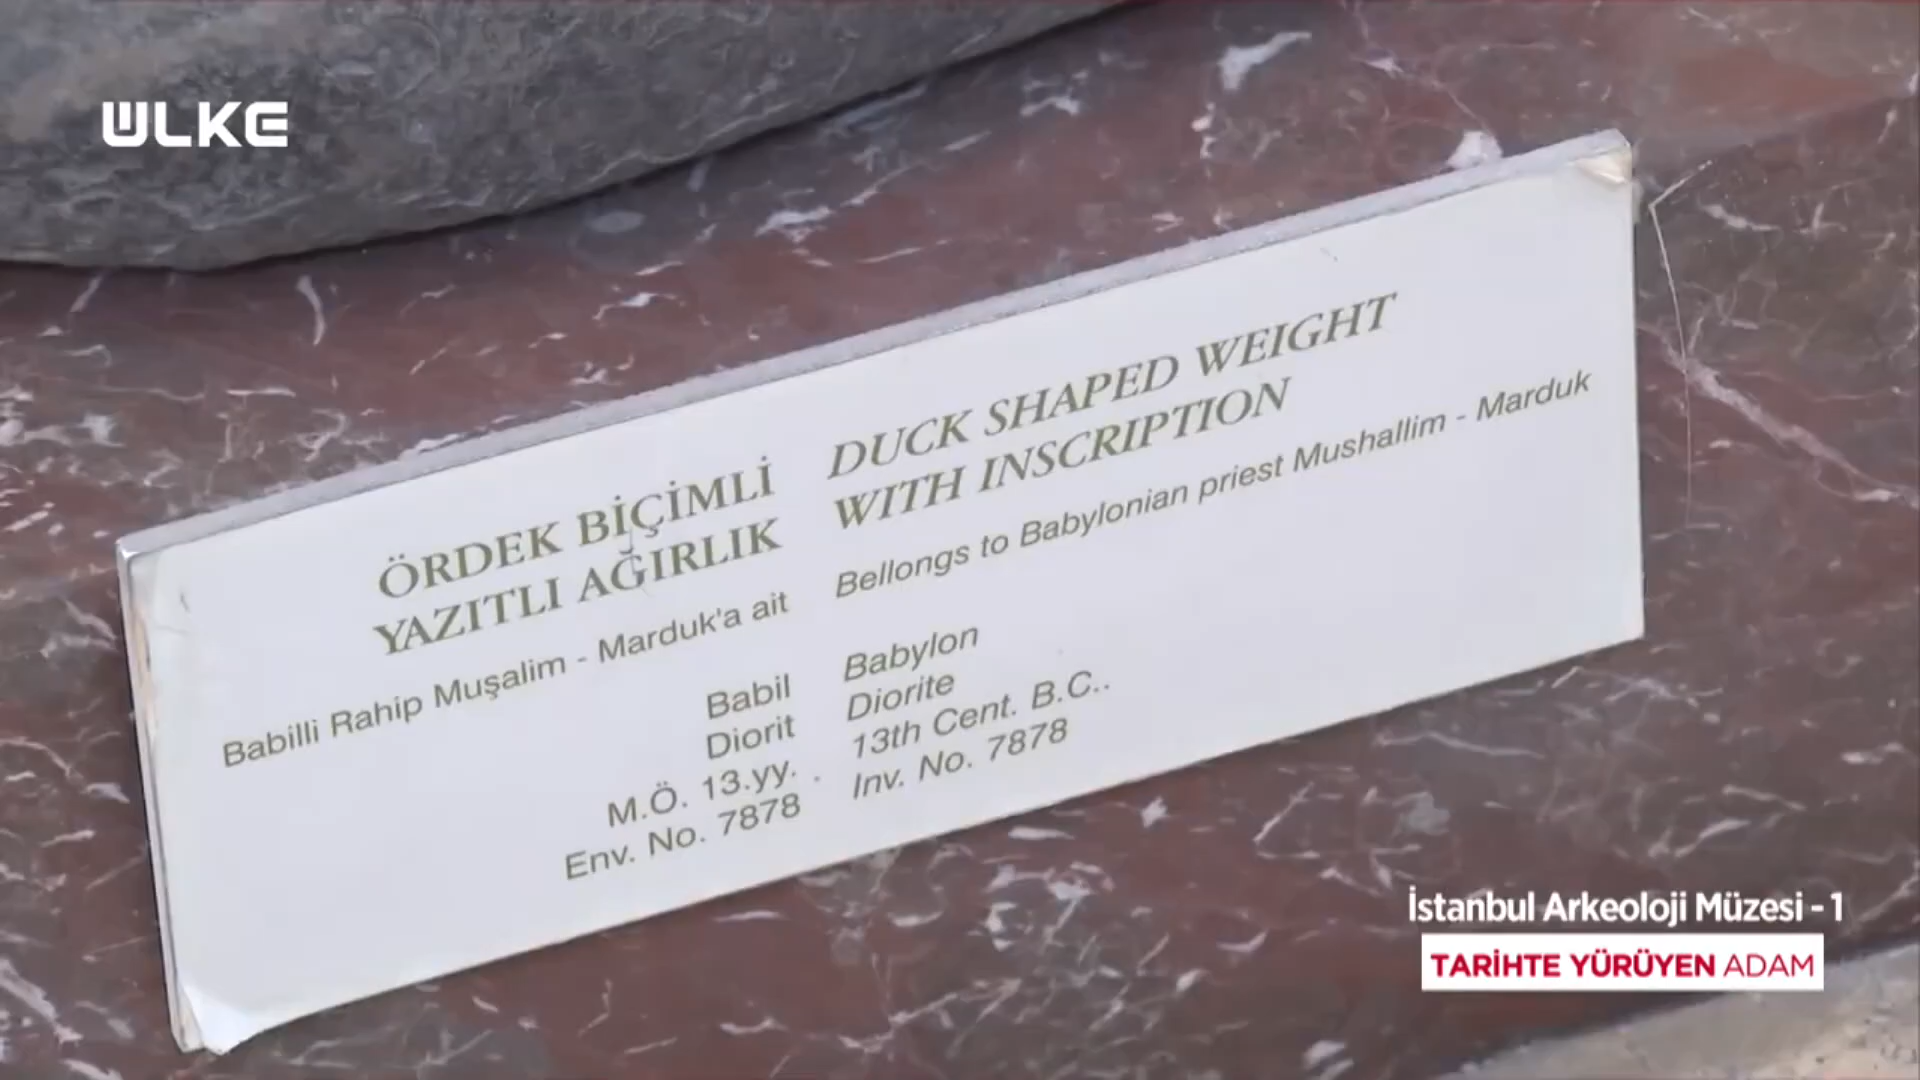 ÜLKE
ÖRDEK BİÇİMLİ
YAZITLI AĞIRLIK
Babilli Rahip Muşalim - Marduk'a ait
Babil
Diorit
M.Ö. 13.yy. .
Env. No. 7878
DUCK SHAPED WEIGHT
WITH INSCRIPTION
Bellongs to Babylonian priest Mushallim - Marduk
Babylon
Diorite
13th Cent. B.C..
Inv. No. 7878
İstanbul Arkeoloji Müzesi - 1
TARİHTE YÜRÜYEN ADAM